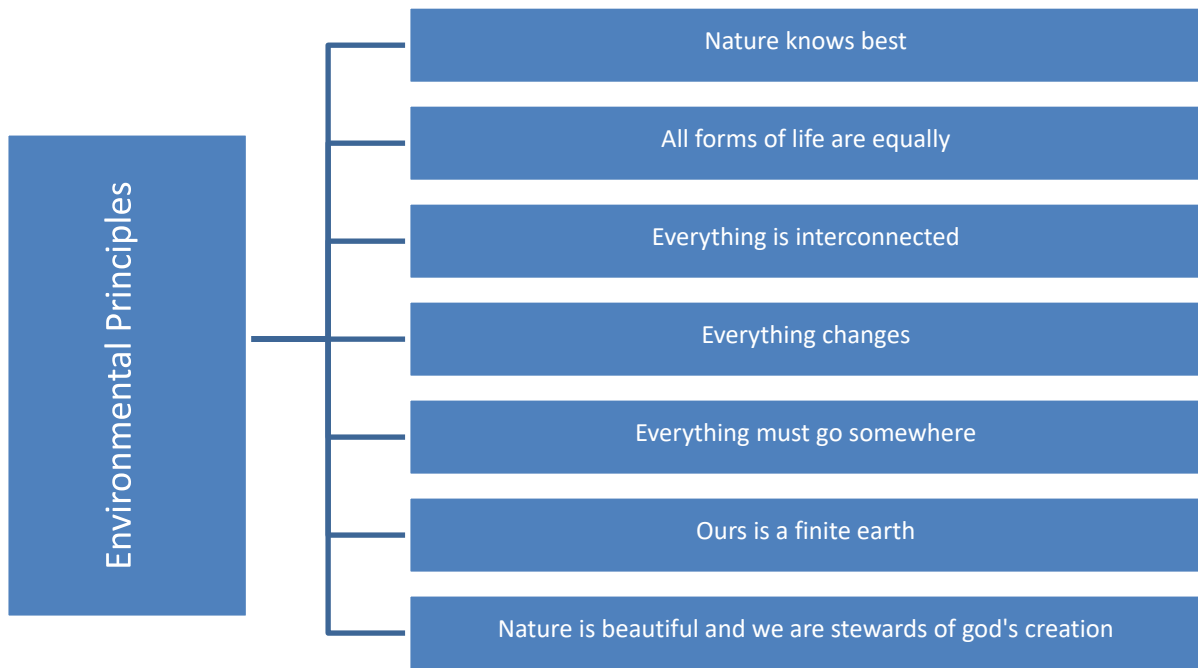 Environmental Principles
Nature knows best
All forms of life are equally
Everything is interconnected
Everything changes
Everything must go somewhere
Ours is a finite earth
Nature is beautiful and we are stewards of god's creation